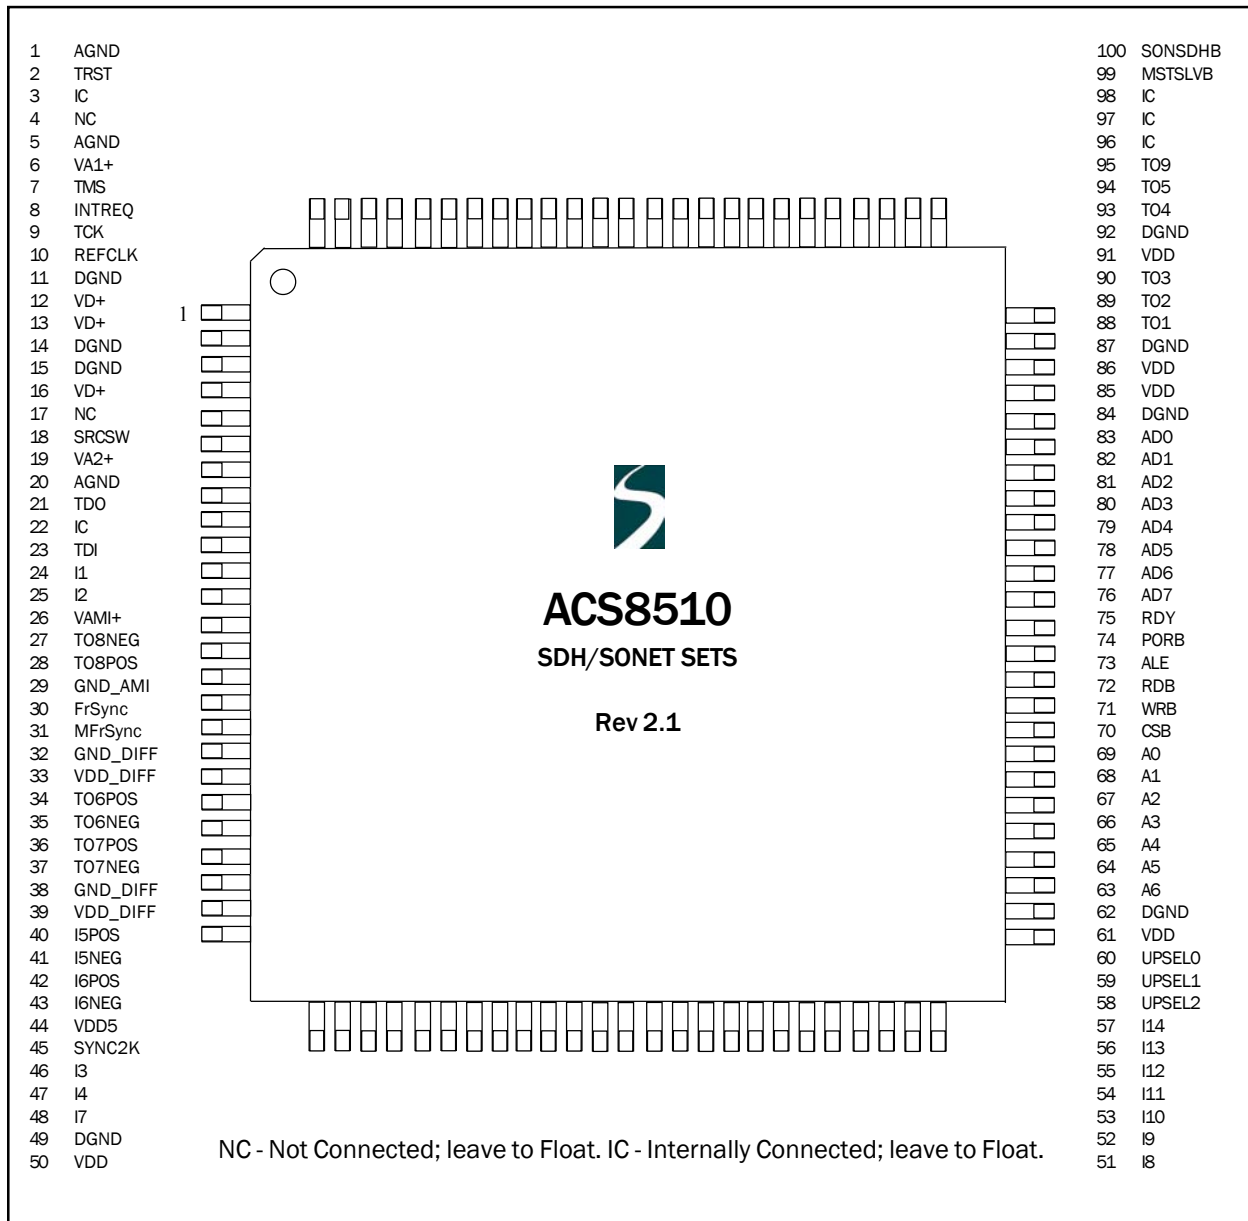 1 AGND
2 TRST
3 IC
4 NC
5 AGND
6 VA1+
7 TMS
8 INTREQ
9 TCK
10 REFCLK
11 DGND
12 VD+
13 VD+
14 DGND
15 DGND
16 VD+
17 NC
18 SRCSW
19 VA2+
20 AGND
21 TDO
22 IC
23 TDI
24 I1
25 I2
26 VAMI+
27 TO8NEG
28 TO8POS
29 GND_AMI
30 FrSync
31 MFrSync
32 GND_DIFF
33 VDD_DIFF
34 TO6POS
35 TO6NEG
36 TO7POS
37 TO7NEG
38 GND_DIFF
39 VDD_DIFF
40 I5POS
41 I5NEG
42 I6POS
43 I6NEG
44 VDD5
45 SYNC2K
46 I3
47 I4
48 I7
49 DGND
50 VDD
1
ACS8510
SDH/SONET SETS
Rev 2.1
NC - Not Connected; leave to Float. IC - Internally Connected; leave to Float.
100 SONSDHB
99 MSTSLVB
98 IC
97 IC
96 IC
95 TO9
94 TO5
93 TO4
92 DGND
91 VDD
90 TO3
89 TO2
88 TO1
87 DGND
86 VDD
85 VDD
84 DGND
83 AD0
82 AD1
81 AD2
80 AD3
79 AD4
78 AD5
77 AD6
76 AD7
75 RDY
74 PORB
73 ALE
72 RDB
71 WRB
70 CSB
69 A0
68 A1
67 A2
66 A3
65 A4
64 A5
63 A6
62 DGND
61 VDD
60 UPSEL0
59 UPSEL1
58 UPSEL2
57 I14
56 I13
55 I12
54 I11
53 I10
52 I9
51 I8